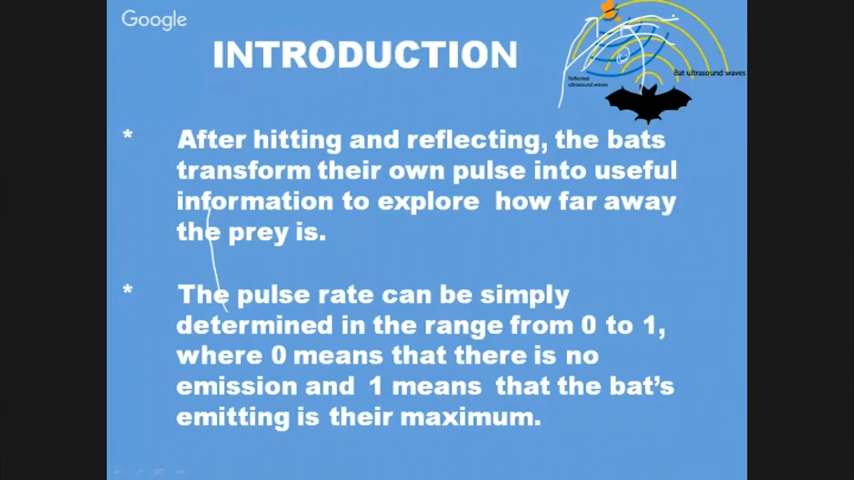 Google
INTRODUCTION
Reflected
ultrasound waves
Bat ultrasound waves
* After hitting and reflecting, the bats
transform their own pulse into useful
information to explore how far away
the prey is.
* The pulse rate can be simply
determined in the range from 0 to 1,
where 0 means that there is no
emission and 1 means that the bat’s
emitting is their maximum.